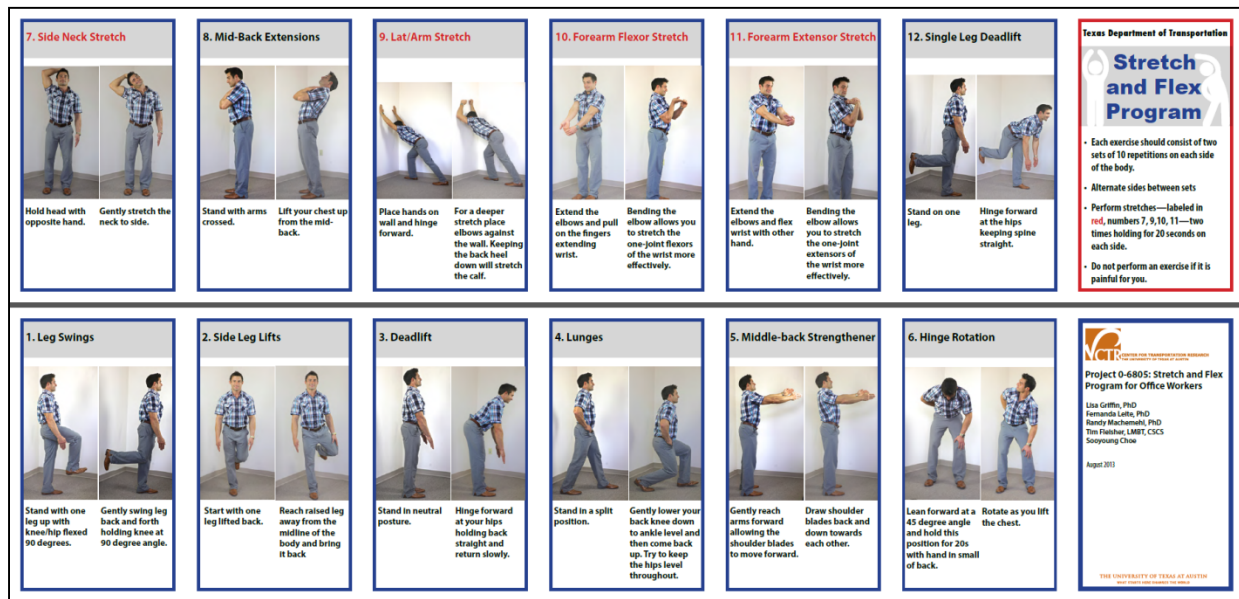 7. Side Neck Stretch
Hold head with
opposite hand.
Gently stretch the
neck to side.
8. Mid-Back Extensions
Stand with arms
crossed.
Lift your chest up
from the mid-
back.
9. Lat/Arm Stretch
Place hands on
wall and hinge
forward.
For a deeper
stretch place
elbows against
the wall. Keeping
the back heel
down will stretch
the calf.
10. Forearm Flexor Stretch
Extend the
elbows and pull
on the fingers
extending
wrist.
Bending the
elbow allows you
to stretch the
one-joint flexors
of the wrist more
effectively.
11. Forearm Extensor Stretch
Extend the
elbows and flex
wrist with other
hand.
Bending the
elbow allows
you to stretch
the one-joint
extensors of
the wrist more
effectively.
12. Single Leg Deadlift
Stand on one
leg.
Hinge forward
at the hips
keeping spine
straight.
Texas Department of Transportation
Stretch
and Flex
Program
• Each exercise should consist of two
sets of 10 repetitions on each side
of the body.
• Alternate sides between sets
• Perform stretches—labeled in
red, numbers 7, 9,10, 11—two
times holding for 20 seconds on
each side.
• Do not perform an exercise if it is
painful for you.
1. Leg Swings
Stand with one
leg up with
knee/hip flexed
90 degrees.
Gently swing leg
back and forth
holding knee at
90 degree angle.
2. Side Leg Lifts
Start with one
leg lifted back.
Reach raised leg
away from the
midline of the
body and bring
it back
3. Deadlift
Stand in neutral
posture.
Hinge forward
at your hips
holding back
straight and
return slowly.
4. Lunges
Stand in a split
position.
Gently lower your
back knee down
to ankle level and
then come back
up. Try to keep
the hips level
throughout.
5. Middle-back Strengthener
Gently reach
arms forward
allowing the
shoulder blades
to move forward.
Draw shoulder
blades back and
down towards
each other.
6. Hinge Rotation
Lean forward at a
45 degree angle
and hold this
position for 20s
with hand in small
of back.
Rotate as you lift
the chest.
CTR CENTER FOR TRANSPORTATION RESEARCH
THE UNIVERSITY OF TEXAS AT AUSTIN
Project 0-6805: Stretch and Flex
Program for Office Workers
Lisa Griffin, PhD
Fernanda Leite, PhD
Randy Machemehl, PhD
Tim Fleisher, LMBT, CSCS
Sooyoung Choe
August 2013
THE UNIVERSITY OF TEXAS AT AUSTIN
WHAT STARTS HERE CHANGES THE WORLD